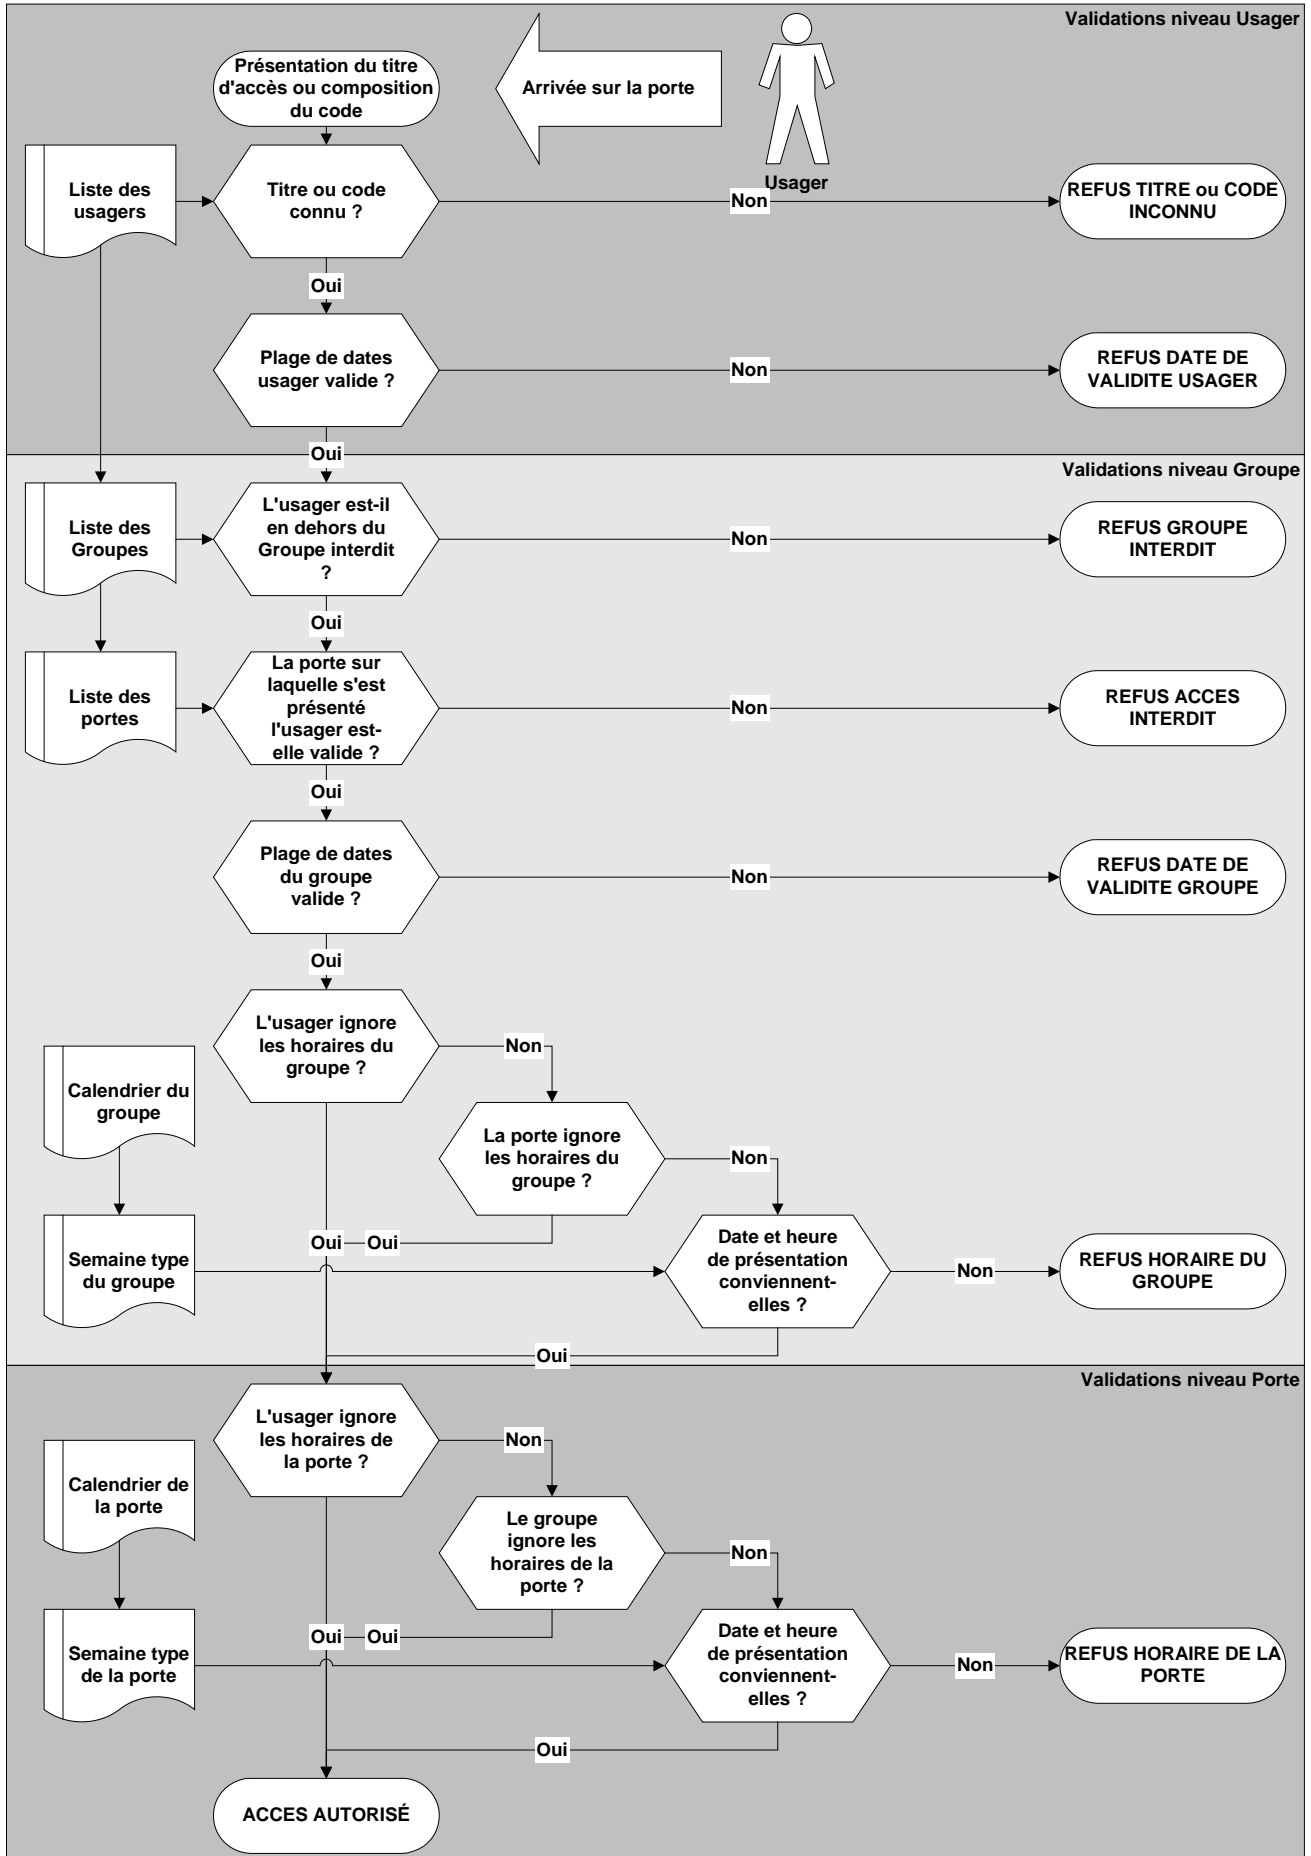 Validations niveau Usager
Présentation du titre
d'accès ou composition
du code
Arrivée sur la porte
Usager
Liste des
usagers
Titre ou code
connu ?
Non
REFUS TITRE ou CODE
INCONNU
Oui
Plage de dates
usager valide ?
Non
REFUS DATE DE
VALIDITE USAGER
Oui
Validations niveau Groupe
Liste des
Groupes
L'usager est-il
en dehors du
Groupe interdit
?
Non
REFUS GROUPE
INTERDIT
Oui
Liste des
portes
La porte sur
laquelle s'est
présenté
l'usager est-
elle valide ?
Non
REFUS ACCES
INTERDIT
Oui
Plage de dates
du groupe
valide ?
Non
REFUS DATE DE
VALIDITE GROUPE
Oui
L'usager ignore
les horaires du
groupe ?
Non
Calendrier du
groupe
La porte ignore
les horaires du
groupe ?
Non
Oui
Oui
Semaine type
du groupe
Date et heure
de présentation
conviennent-
elles ?
Non
REFUS HORAIRE DU
GROUPE
Oui
Validations niveau Porte
L'usager ignore
les horaires de
la porte ?
Non
Calendrier de
la porte
Le groupe
ignore les
horaires de la
porte ?
Non
Oui
Oui
Semaine type
de la porte
Date et heure
de présentation
conviennent-
elles ?
Non
REFUS HORAIRE DE LA
PORTE
Oui
ACCES AUTORISÉ